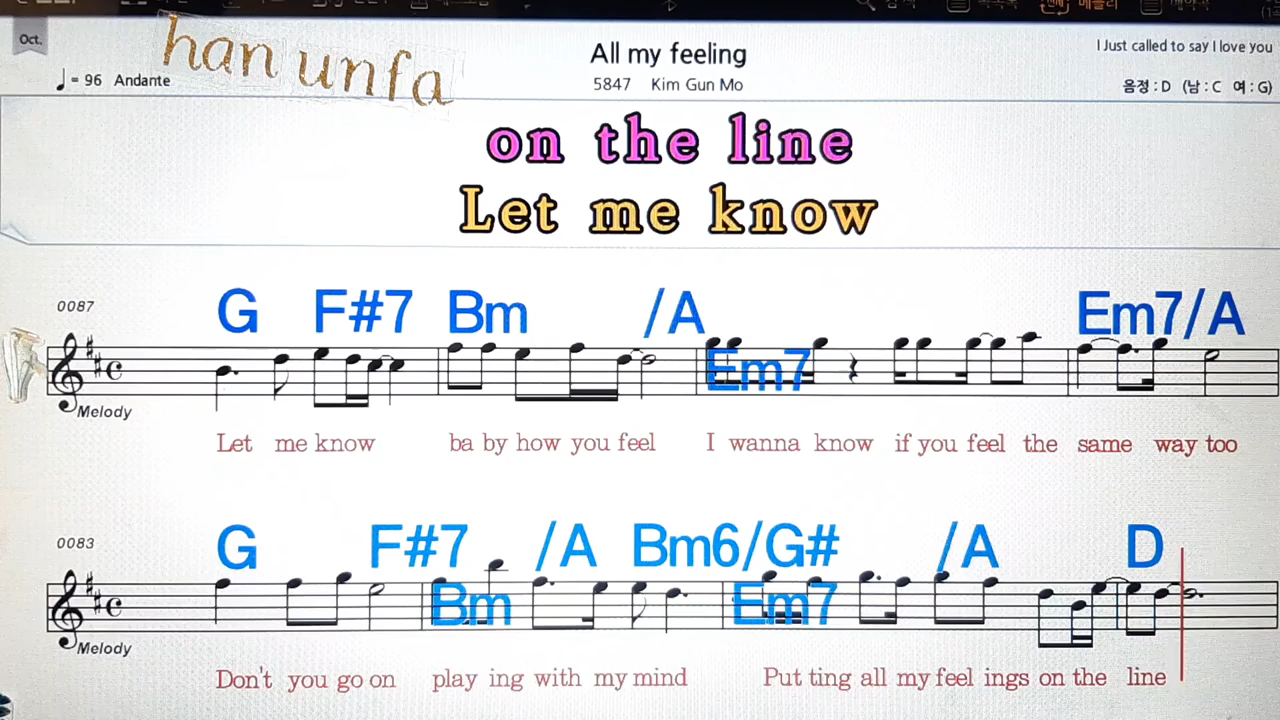 Oct.
han unfa
All my feeling
I Just called to say I love you
♩= 96 Andante
5847 Kim Gun Mo
음정 : D (남 : C 여 : G)
on the line
Let me know
0087
G F#7 Bm /A Em7 Em7/A
Melody
Let me know ba by how you feel I wanna know if you feel the same way too
0083
G F#7 Bm /A Bm6/G# Em7 /A D
Melody
Don't you go on play ing with my mind Put ting all my feel ings on the line